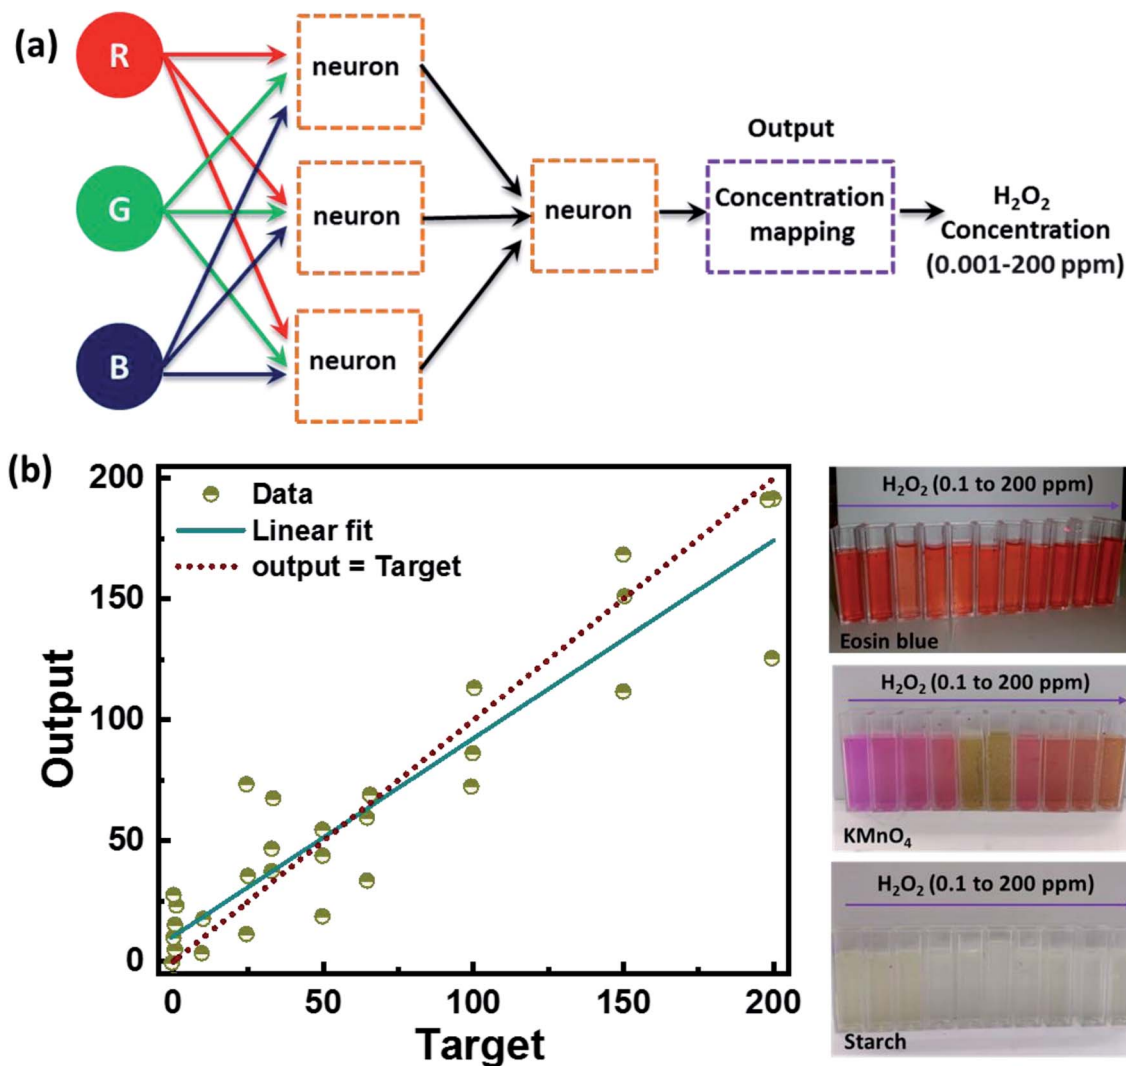 (a)
R
G
B
neuron
neuron
neuron
neuron
Output
Concentration
mapping
H₂O₂
Concentration
(0.001-200 ppm)
(b)
200
150
100
50
0
Output
Data
Linear fit
output = Target
0
50
100
150
200
Target
H₂O₂ (0.1 to 200 ppm)
Eosin blue
H₂O₂ (0.1 to 200 ppm)
KMnO₄
H₂O₂ (0.1 to 200 ppm)
Starch